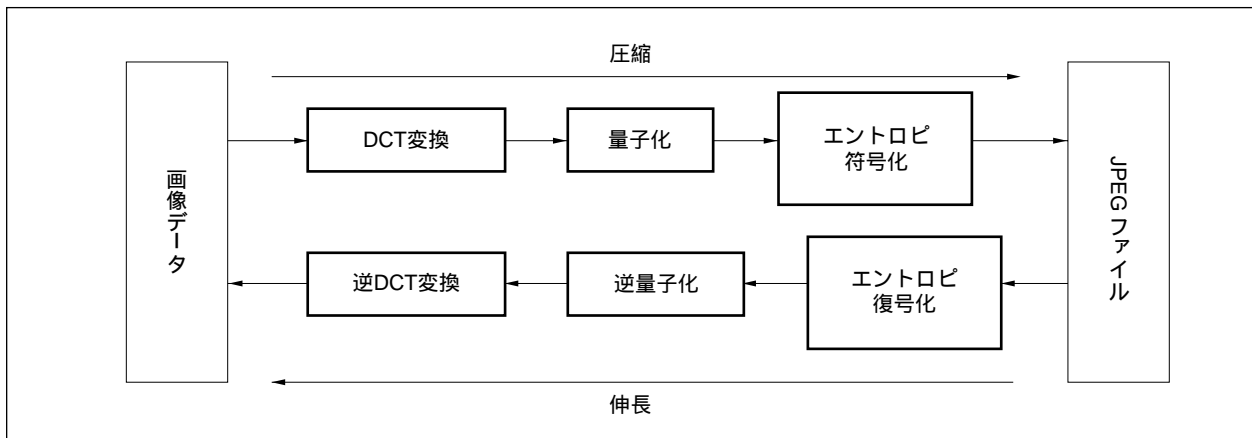 圧縮
画像データ
DCT変換
量子化
エントロピ
符号化
JPEGファイル
逆DCT変換
逆量子化
エントロピ
復号化
伸長